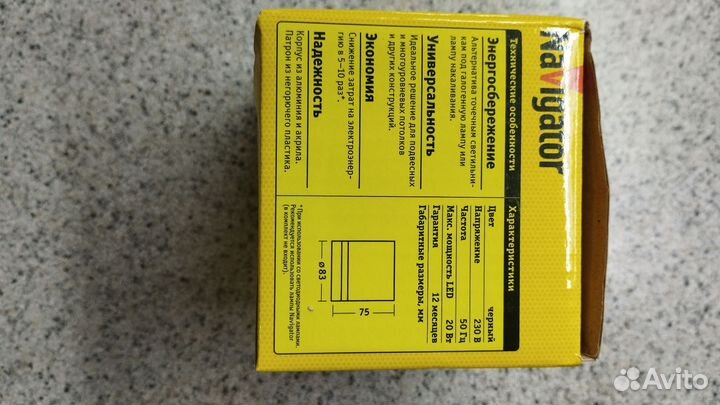 Navigator
Технические особенности
Энергосбережение
Альтернатива точечным светильни-
кам под галогенную лампу или
лампу накаливания.
Универсальность
Идеальное решение для подвесных
и многоуровневых потолков
и других конструкций.
Экономия
Снижение затрат на электроэнер-
гию в 5–10 раз*.
Надежность
Корпус из алюминия и акрила.
Патрон из негорючего пластика.
Характеристики
Цвет черный
Напряжение 230 В
Частота 50 Гц
Макс. мощность LED 20 Вт
Гарантия 12 месяцев
Габаритные размеры, мм
ø83
75
*При использовании со светодиодными лампами.
Рекомендуется использовать лампы Navigator
(в комплект не входит).
Avito